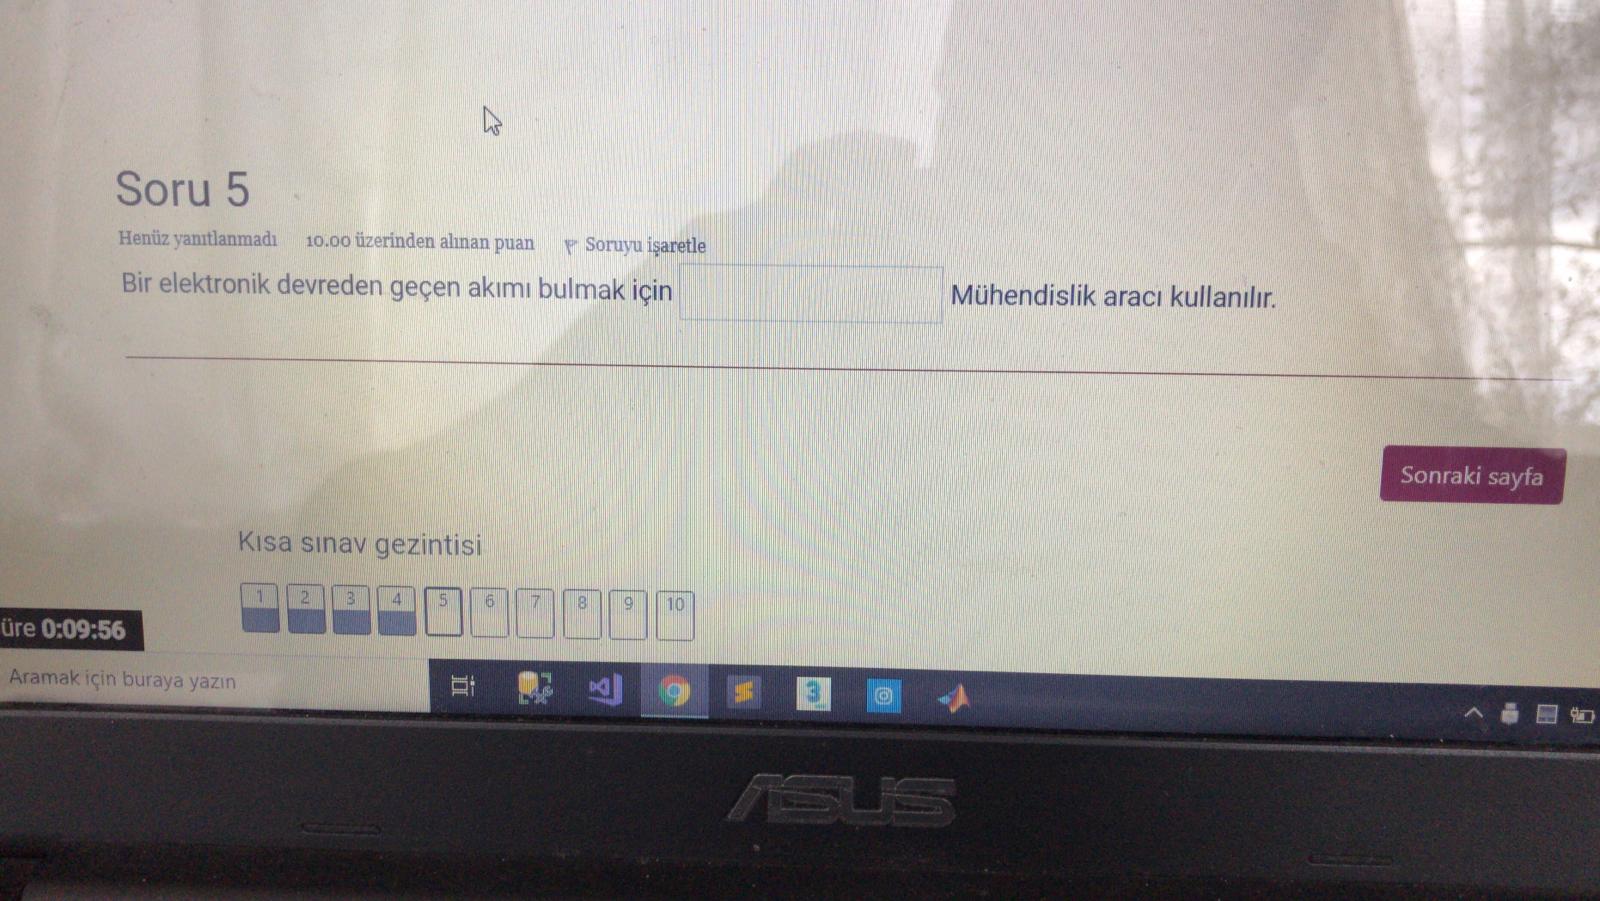 Soru 5
Henüz yanıtlanmadı 10.00 üzerinden alınan puan Soruyu işaretle
Bir elektronik devreden geçen akımı bulmak için Mühendislik aracı kullanılır.
Sonraki sayfa
Kısa sınav gezintisi
1 2 3 4 5 6 7 8 9 10
üre 0:09:56
Aramak için buraya yazın
ASUS